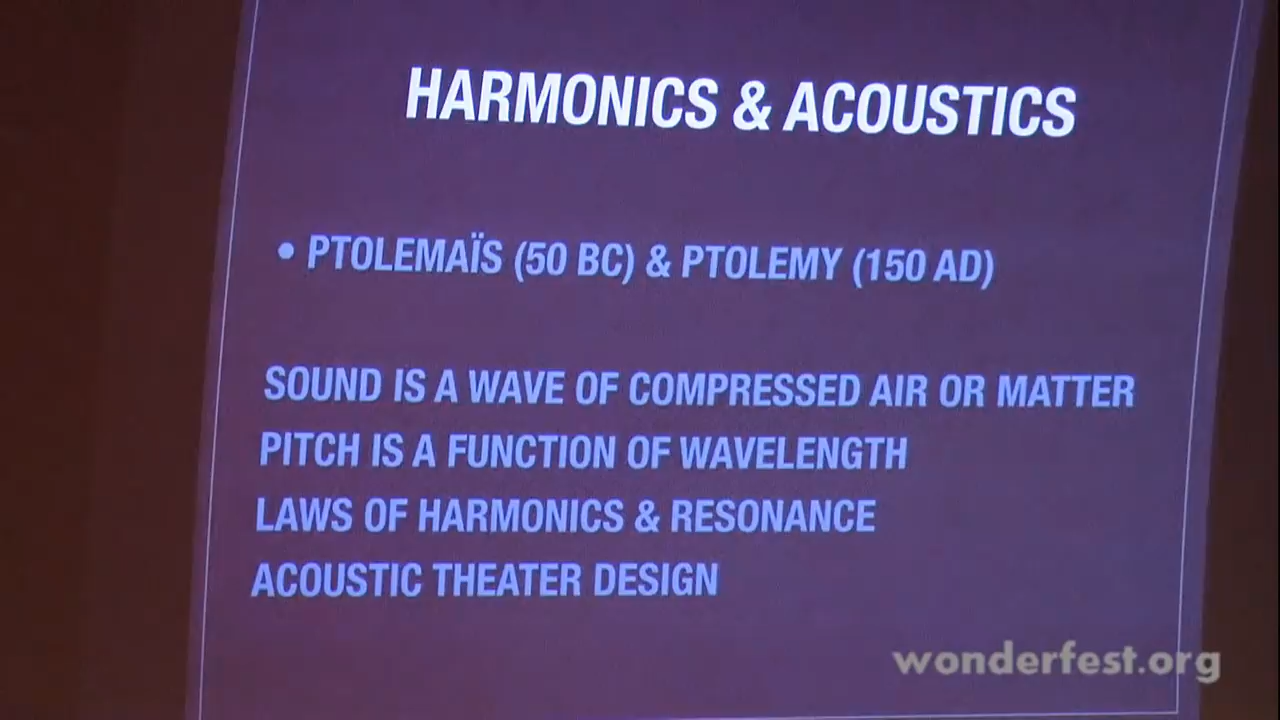 HARMONICS & ACOUSTICS
• PTOLEMAÏS (50 BC) & PTOLEMY (150 AD)
SOUND IS A WAVE OF COMPRESSED AIR OR MATTER
PITCH IS A FUNCTION OF WAVELENGTH
LAWS OF HARMONICS & RESONANCE
ACOUSTIC THEATER DESIGN
wonderfest.org